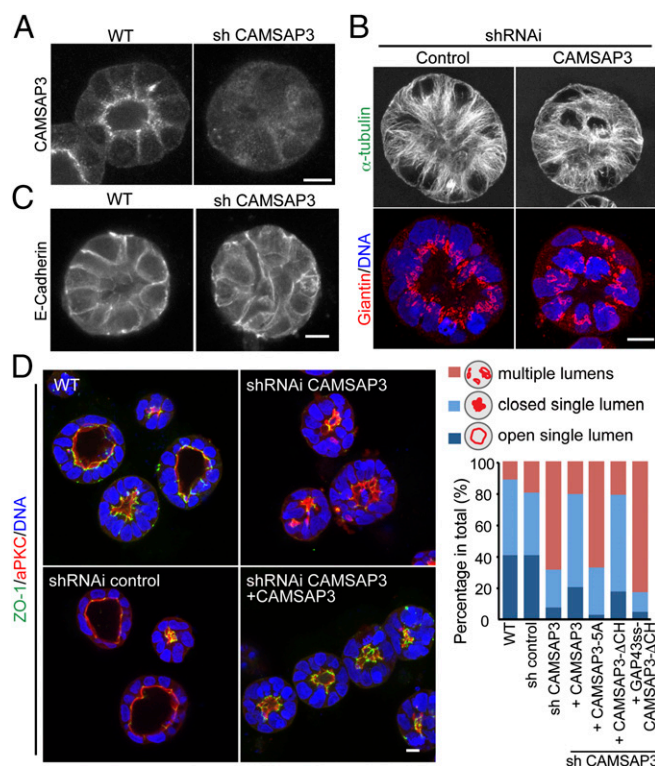 A
WT
sh CAMSAP3
CAMSAP3
B
shRNAi
Control
CAMSAP3
α-tubulin
Giantin/DNA
C
WT
sh CAMSAP3
E-Cadherin
D
WT
shRNAi CAMSAP3
shRNAi control
shRNAi CAMSAP3
+CAMSAP3
ZO-1/aPKC/DNA
multiple lumens
closed single lumen
open single lumen
Percentage in total (%)
100
80
60
40
20
0
WT
sh control
sh CAMSAP3
+ CAMSAP3
+ CAMSAP3-5A
+ CAMSAP3-ΔCH
+ GAP43ss-
CAMSAP3-ΔCH
sh CAMSAP3